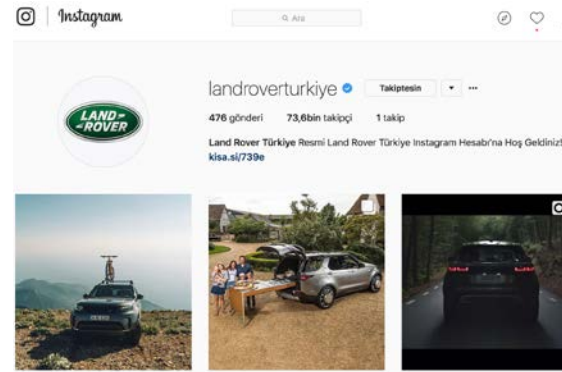 Instagram
Ara
landroverturkiye
Takiptesin
476 gönderi 73,6bin takipçi 1 takip
Land Rover Türkiye Resmi Land Rover Türkiye Instagram Hesabı'na Hoş Geldiniz!
kisa.si/739e
LAND-
-ROVER